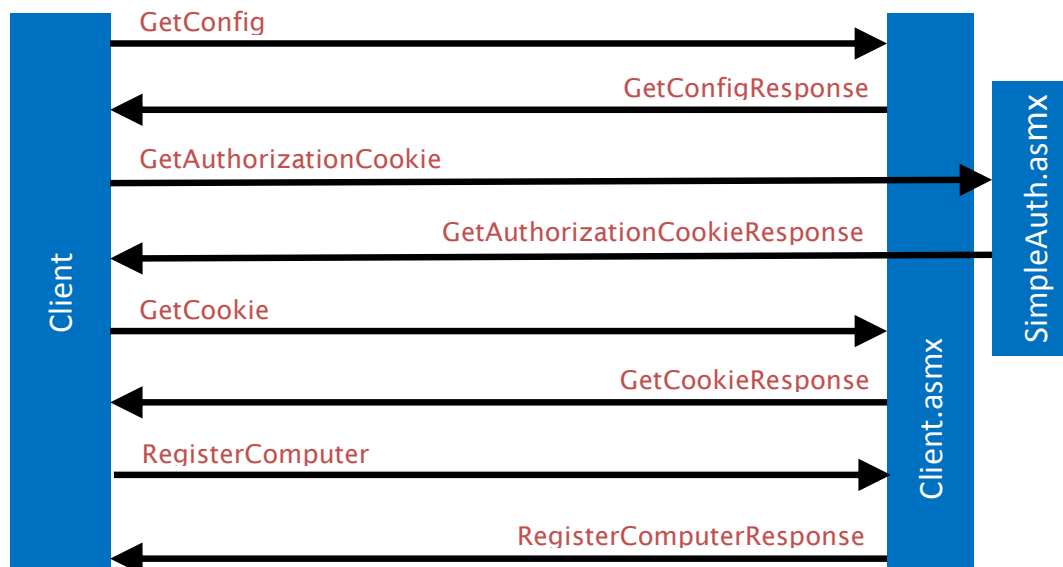 GetConfig
GetConfigResponse
GetAuthorizationCookie
GetAuthorizationCookieResponse
GetCookie
GetCookieResponse
RegisterComputer
RegisterComputerResponse
Client
Client.asmx
SimpleAuth.asmx